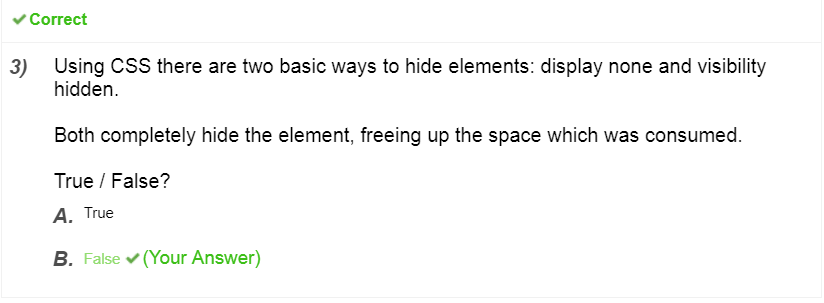 ✔ Correct
3) Using CSS there are two basic ways to hide elements: display none and visibility
hidden.
Both completely hide the element, freeing up the space which was consumed.
True / False?
A. True
B. False ✔ (Your Answer)